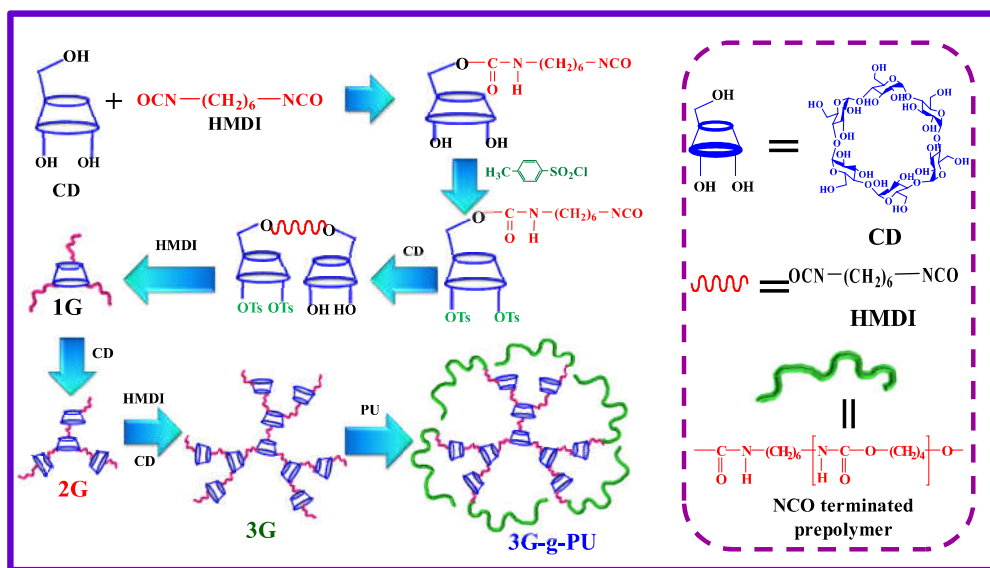 OH
O—C—N—(CH2)6—NCO
O H
OCN—(CH2)6—NCO
+
HMDI
OH OH
CD
OH OH
H3C SO2Cl
O—C—N—(CH2)6—NCO
O H
O O
HMDI
CD
OTs OTs OH HO
OTs OTs
1G
CD
HMDI
CD
PU
2G
3G
3G-g-PU
CH2OH
OH OH
=
OH
HO
O
CD
= OCN—(CH2)6—NCO
HMDI
=
—C—N—(CH2)6—[N—C—O—(CH2)4—]O—
O H H O
NCO terminated
prepolymer